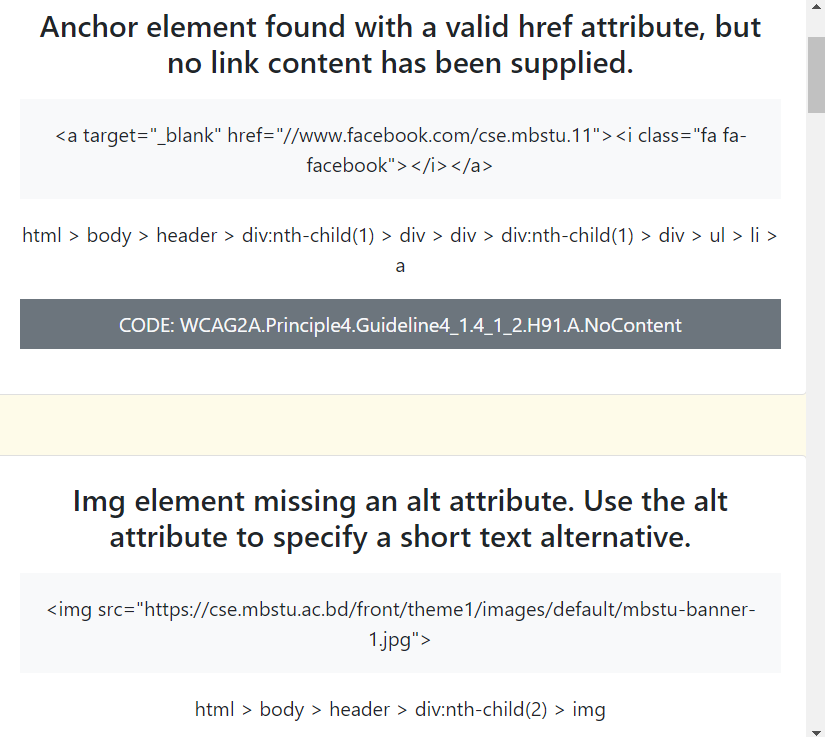 Anchor element found with a valid href attribute, but
no link content has been supplied.
<a target="_blank" href="//www.facebook.com/cse.mbstu.11"><i class="fa fa-
facebook"></i></a>
html > body > header > div:nth-child(1) > div > div > div:nth-child(1) > div > ul > li >
a
CODE: WCAG2A.Principle4.Guideline4_1.4_1_2.H91.A.NoContent
Img element missing an alt attribute. Use the alt
attribute to specify a short text alternative.
<img src="https://cse.mbstu.ac.bd/front/theme1/images/default/mbstu-banner-
1.jpg">
html > body > header > div:nth-child(2) > img